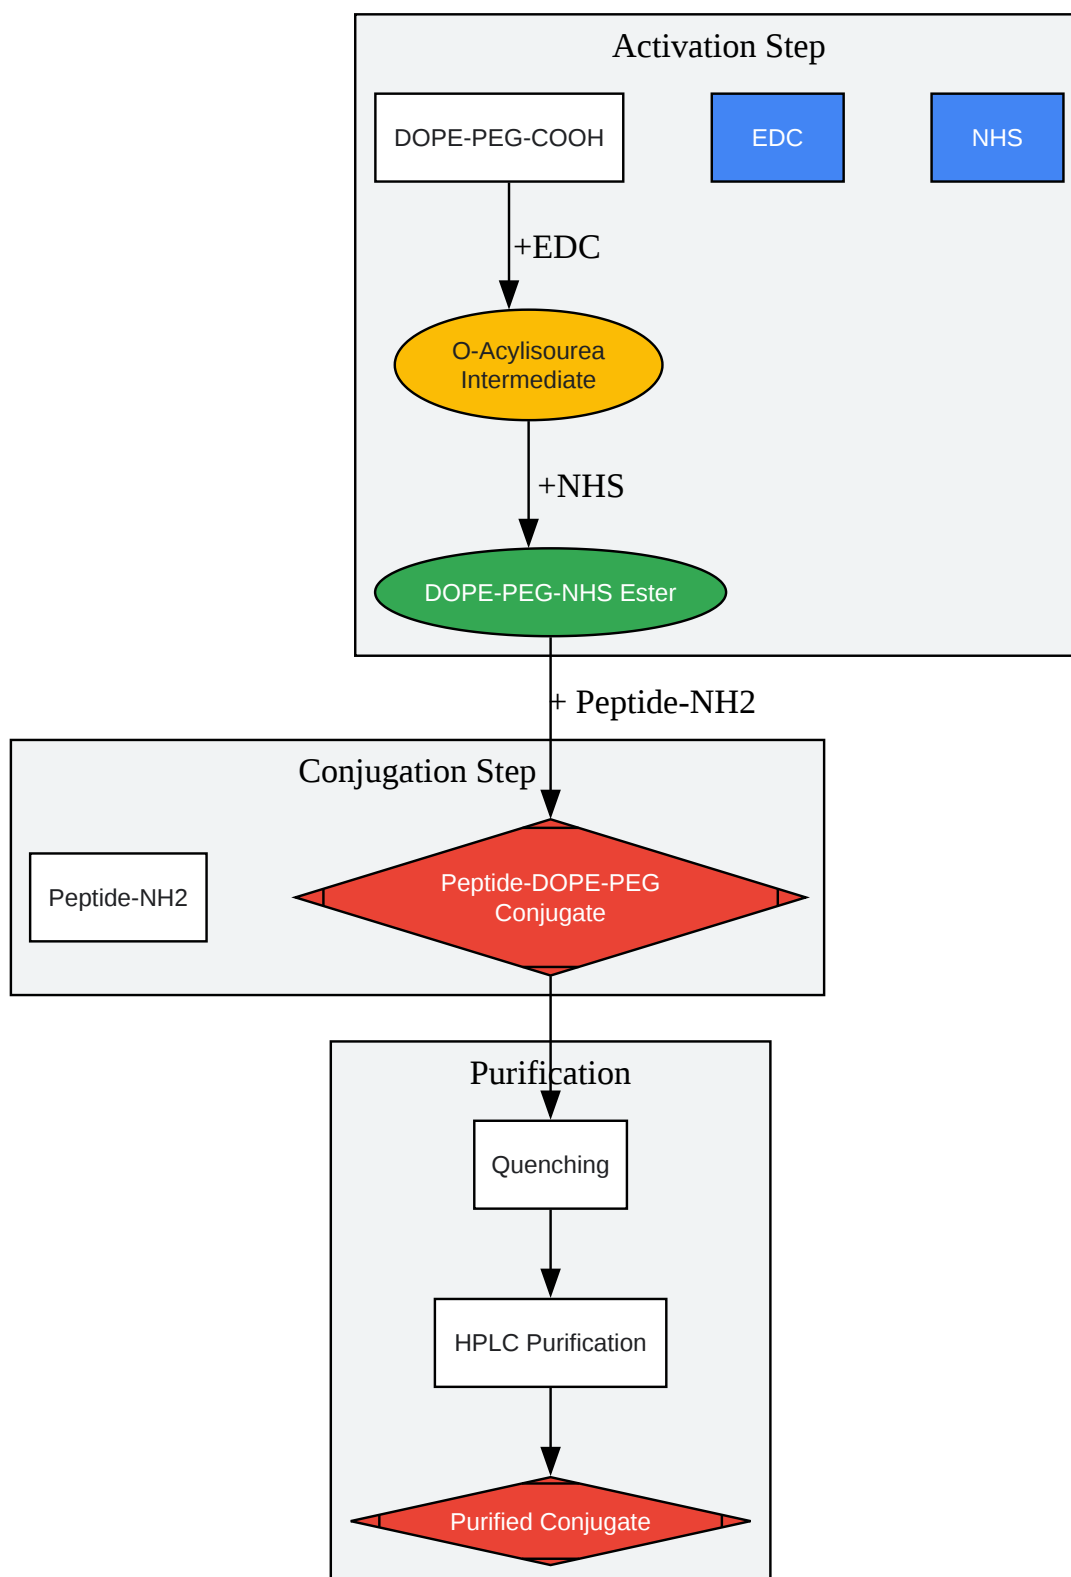 Activation Step
DOPE-PEG-COOH
EDC
NHS
+EDC
O-Acylisourea
Intermediate
+NHS
DOPE-PEG-NHS Ester
+ Peptide-NH2
Conjugation Step
Peptide-NH2
Peptide-DOPE-PEG
Conjugate
Purification
Quenching
HPLC Purification
Purified Conjugate